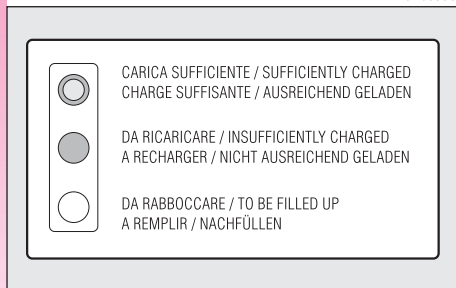 CARICA SUFFICIENTE / SUFFICIENTLY CHARGED
CHARGE SUFFISANTE / AUSREICHEND GELADEN
DA RICARICARE / INSUFFICIENTLY CHARGED
A RECHARGER / NICHT AUSREICHEND GELADEN
DA RABBOCCARE / TO BE FILLED UP
A REMPLIR / NACHFÜLLEN